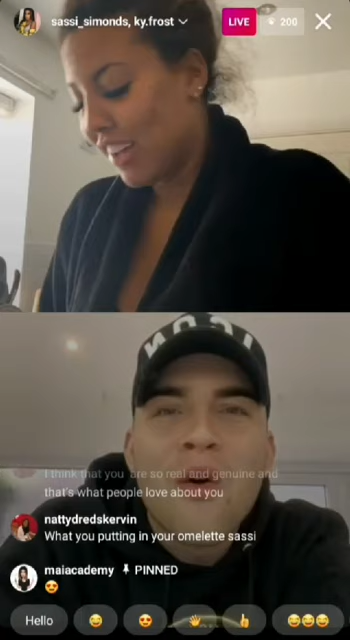 sassi_simonds, ky.frost
LIVE
200
I think that you are so real and genuine and
that's what people love about you
nattydredskervin
What you putting in your omelette sassi
maiacademy PINNED
😍
Hello 😂 😍 👋 👍 😂😂😂